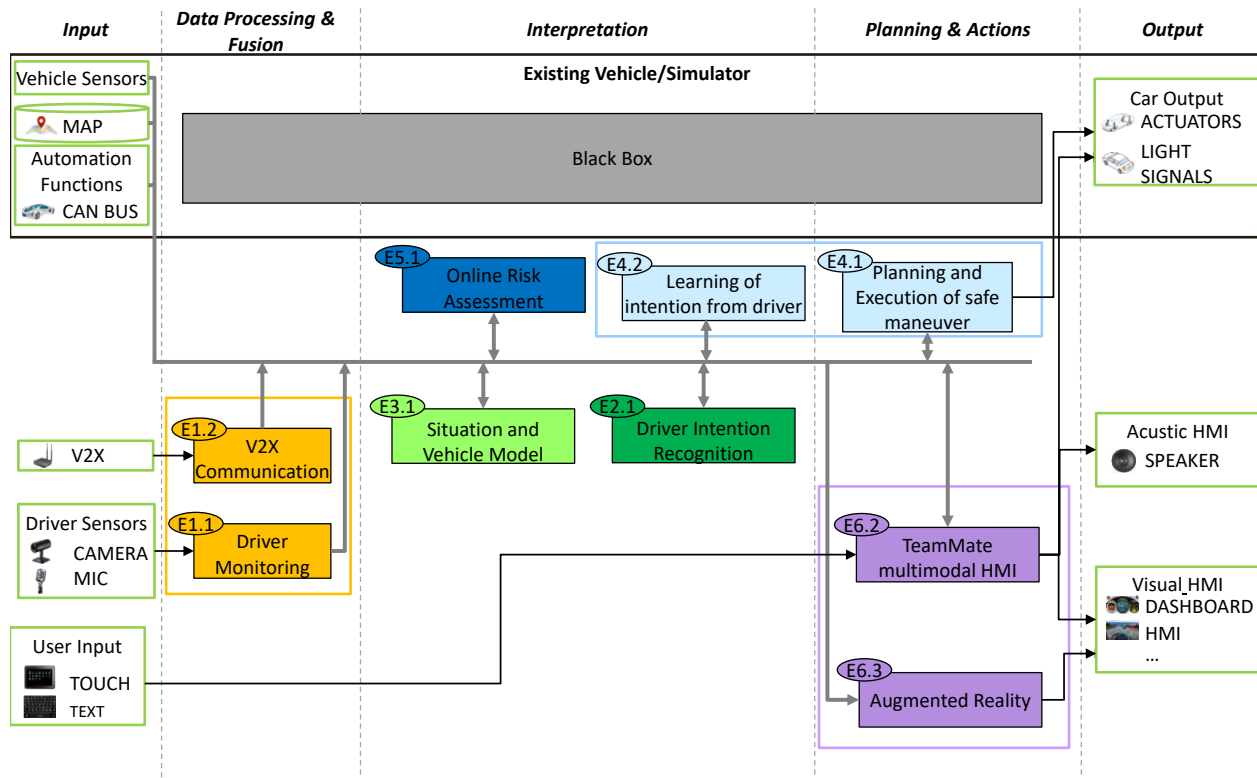 Input
Data Processing &
Fusion
Interpretation
Planning & Actions
Output
Existing Vehicle/Simulator
Vehicle Sensors
MAP
Automation
Functions
CAN BUS
Black Box
Car Output
ACTUATORS
LIGHT
SIGNALS
E5.1
Online Risk
Assessment
E4.2
Learning of
intention from driver
E4.1
Planning and
Execution of safe
maneuver
E1.2
V2X
Communication
E3.1
Situation and
Vehicle Model
E2.1
Driver Intention
Recognition
V2X
Acustic HMI
SPEAKER
Driver Sensors
CAMERA
MIC
E1.1
Driver
Monitoring
E6.2
TeamMate
multimodal HMI
Visual_HMI
DASHBOARD
HMI
...
User Input
TOUCH
TEXT
E6.3
Augmented Reality